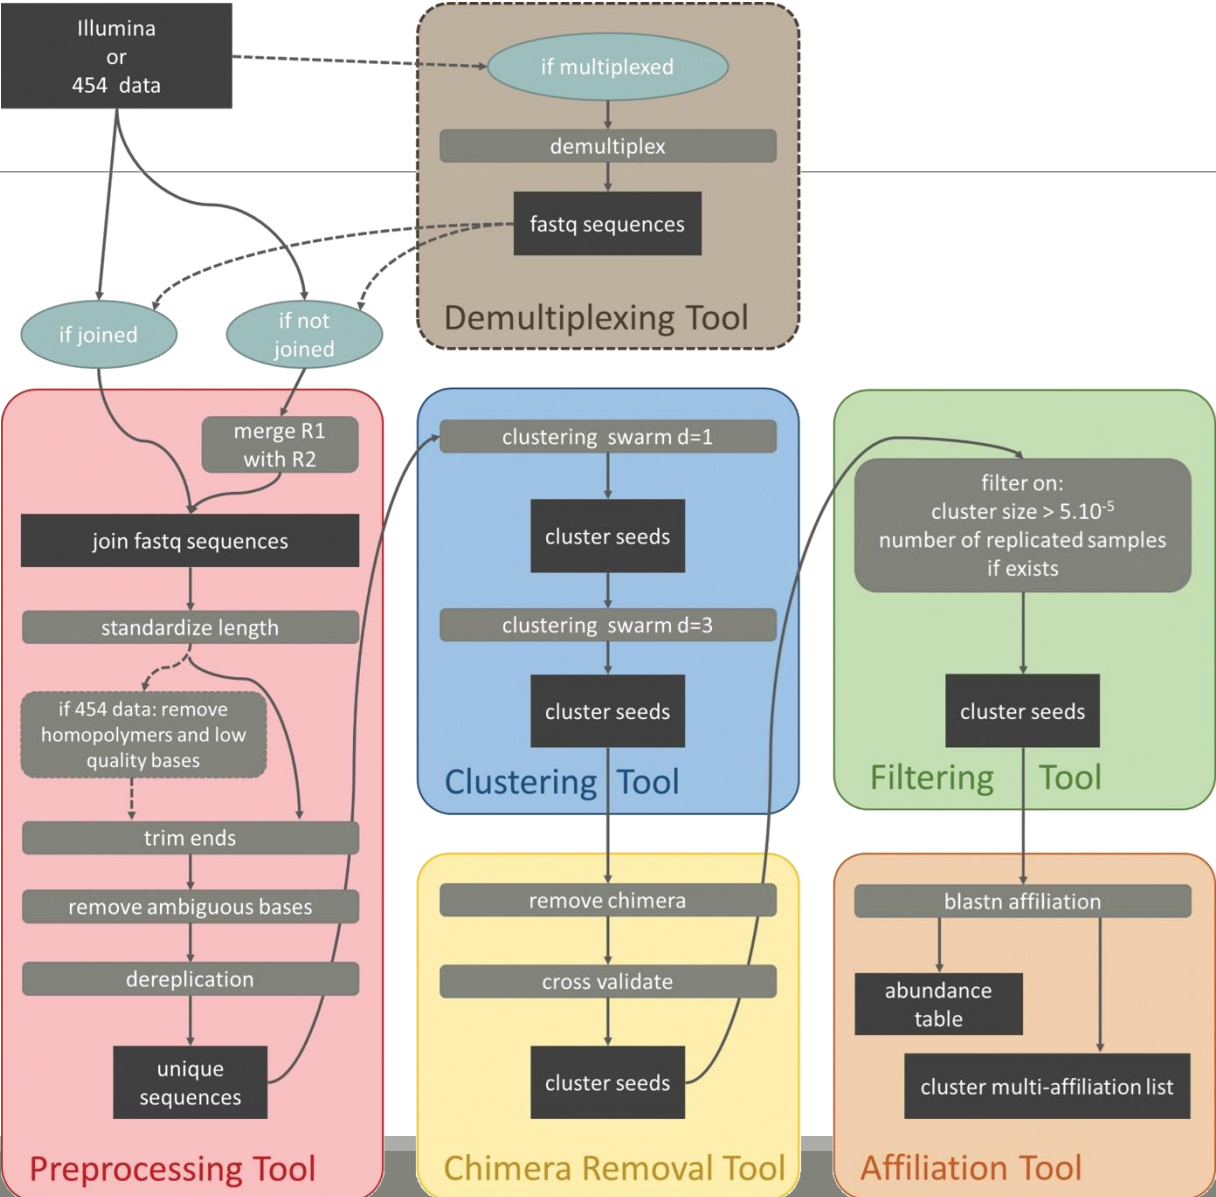 Illumina
or
454 data
if multiplexed
demultiplex
fastq sequences
Demultiplexing Tool
if joined
if not
joined
merge R1
with R2
join fastq sequences
standardize length
if 454 data: remove
homopolymers and low
quality bases
trim ends
remove ambiguous bases
dereplication
unique
sequences
Preprocessing Tool
clustering swarm d=1
cluster seeds
clustering swarm d=3
cluster seeds
Clustering Tool
remove chimera
cross validate
cluster seeds
Chimera Removal Tool
filter on:
cluster size > 5.10⁻⁵
number of replicated samples
if exists
cluster seeds
Filtering Tool
blastn affiliation
abundance
table
cluster multi-affiliation list
Affiliation Tool